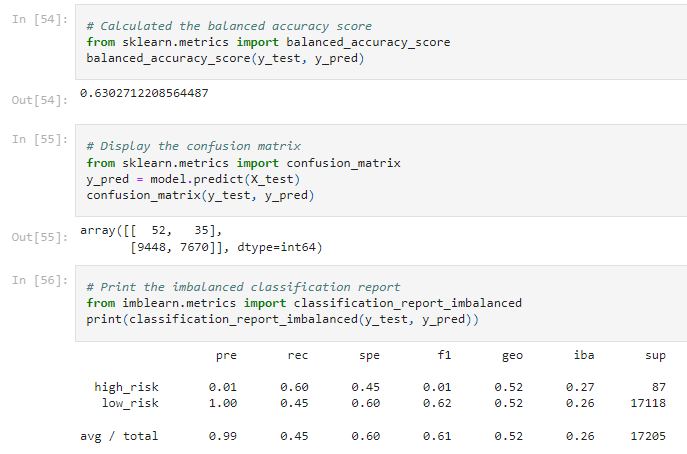 In [54]:
# Calculated the balanced accuracy score
from sklearn.metrics import balanced_accuracy_score
balanced_accuracy_score(y_test, y_pred)
Out[54]: 0.6302712208564487
In [55]:
# Display the confusion matrix
from sklearn.metrics import confusion_matrix
y_pred = model.predict(X_test)
confusion_matrix(y_test, y_pred)
Out[55]: array([[  52,   35],
       [9448, 7670]], dtype=int64)
In [56]:
# Print the imbalanced classification report
from imblearn.metrics import classification_report_imbalanced
print(classification_report_imbalanced(y_test, y_pred))
pre rec spe f1 geo iba sup
high_risk 0.01 0.60 0.45 0.01 0.52 0.27 87
low_risk 1.00 0.45 0.60 0.62 0.52 0.26 17118
avg / total 0.99 0.45 0.60 0.61 0.52 0.26 17205